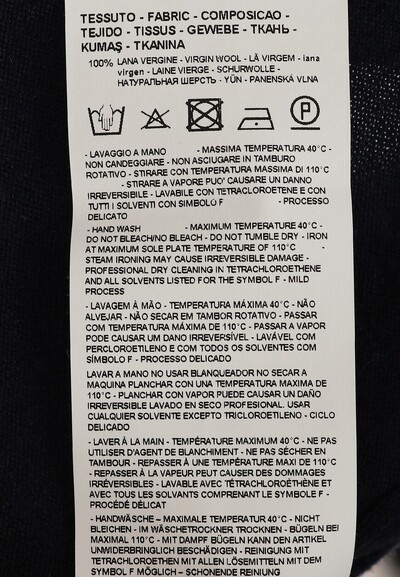 TESSUTO - FABRIC - COMPOSICAO -
TEJIDO - TISSUS - GEWEBE - ТКАНЬ -
KUMAŞ - TKANINA
100% LANA VERGINE - VIRGIN WOOL - LÃ VIRGEM - lana
virgen - LAINE VIERGE - SCHURWOLLE -
НАТУРАЛЬНАЯ ШЕРСТЬ - YÜN - PANENSKÁ VLNA
P
- LAVAGGIO A MANO - MASSIMA TEMPERATURA 40°C -
NON CANDEGGIARE - NON ASCIUGARE IN TAMBURO
ROTATIVO - STIRARE CON TEMPERATURA MASSIMA DI 110°C
- STIRARE A VAPORE PUO' CAUSARE UN DANNO
IRREVERSIBILE - LAVABILE CON TETRACLOROETENE E CON
TUTTI I SOLVENTI CON SIMBOLO F - PROCESSO
DELICATO
- HAND WASH - MAXIMUM TEMPERATURE 40°C -
DO NOT BLEACH/NO BLEACH - DO NOT TUMBLE DRY - IRON
AT MAXIMUM SOLE PLATE TEMPERATURE OF 110°C -
STEAM IRONING MAY CAUSE IRREVERSIBLE DAMAGE -
PROFESSIONAL DRY CLEANING IN TETRACHLOROETHENE
AND ALL SOLVENTS LISTED FOR THE SYMBOL F - MILD
PROCESS
- LAVAGEM À MÃO - TEMPERATURA MÁXIMA 40°C - NÃO
ALVEJAR - NÃO SECAR EM TAMBOR ROTATIVO - PASSAR
COM TEMPERATURA MÁXIMA DE 110°C - PASSAR A VAPOR
PODE CAUSAR UM DANO IRREVERSÍVEL - LAVÁVEL COM
PERCLOROETILENO E COM TODOS OS SOLVENTES COM
SÍMBOLO F - PROCESSO DELICADO
LAVAR A MANO NO USAR BLANQUEADOR NO SECAR A
MAQUINA PLANCHAR CON UNA TEMPERATURA MAXIMA DE
110°C - PLANCHAR CON VAPOR PUEDE CAUSAR UN DAÑO
IRREVERSIBLE LAVADO EN SECO PROFESIONAL. USAR
CUALQUIER SOLVENTE EXCEPTO TRICLOROETILENO - CICLO
DELICADO
- LAVER À LA MAIN - TEMPÉRATURE MAXIMUM 40°C - NE PAS
UTILISER D'AGENT DE BLANCHIMENT - NE PAS SÉCHER EN
TAMBOUR - REPASSER À UNE TEMPÉRATURE MAXI DE 110°C
- REPASSER À LA VAPEUR PEUT CAUSER DES DOMMAGES
IRRÉVERSIBLES - LAVABLE AVEC TÉTRACHLOROÉTHÈNE ET
AVEC TOUS LES SOLVANTS COMPRENANT LE SYMBOLE F -
PROCÉDÉ DÉLICAT
- HANDWÄSCHE – MAXIMALE TEMPERATUR 40°C - NICHT
BLEICHEN - IM WÄSCHETROCKNER TROCKNEN - BÜGELN BEI
MAXIMAL 110°C - MIT DAMPF BÜGELN KANN DEN ARTIKEL
UNWIDERBRINGLICH BESCHÄDIGEN - REINIGUNG MIT
TETRACHLOROETHEN MIT ALLEN LÖSEMITTELN MIT DEM
SYMBOL F MÖGLICH – SCHONENDE REINIGUNG